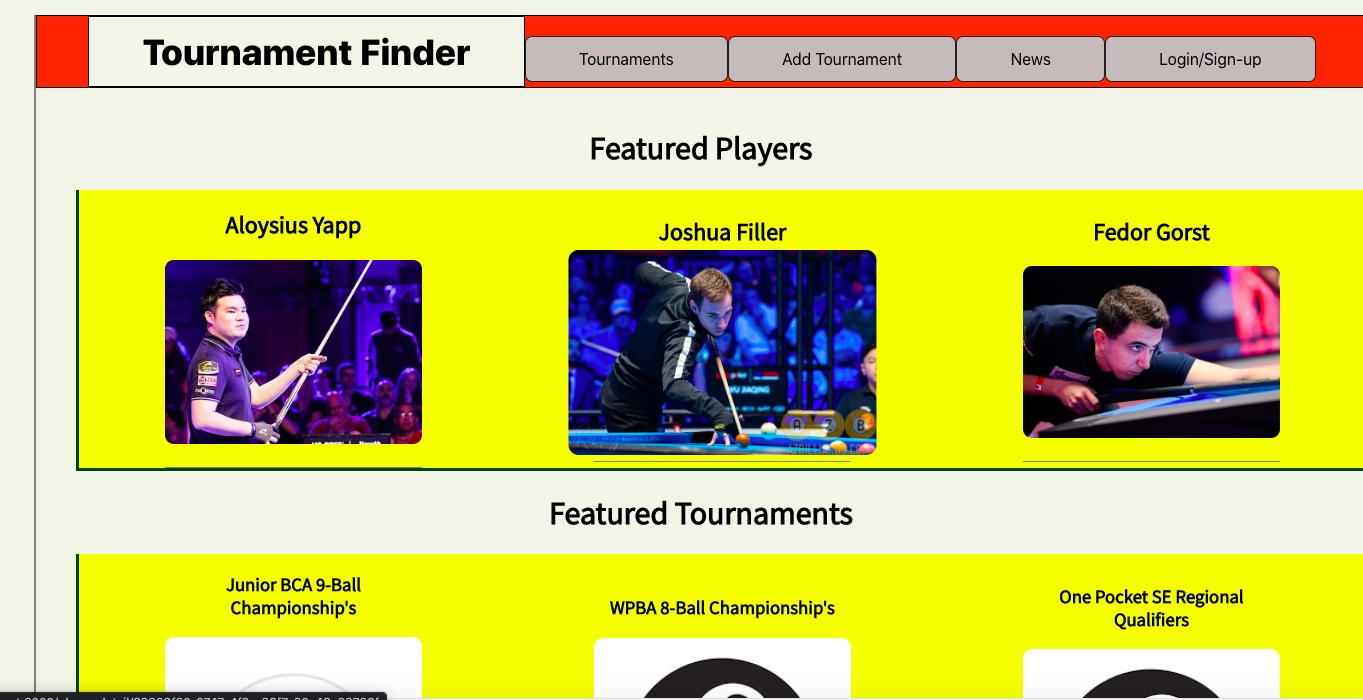 Tournament Finder
Tournaments
Add Tournament
News
Login/Sign-up
Featured Players
Aloysius Yapp
Joshua Filler
Fedor Gorst
Featured Tournaments
Junior BCA 9-Ball
Championship's
WPBA 8-Ball Championship's
One Pocket SE Regional
Qualifiers